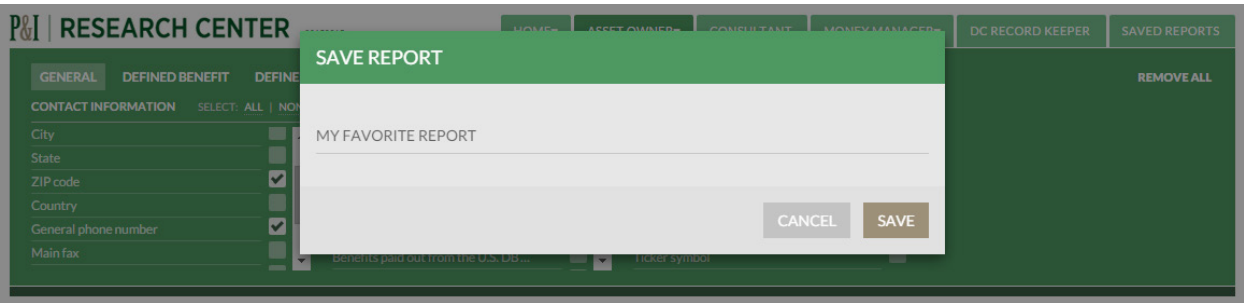 P&I | RESEARCH CENTER
HOME
ASSET OWNER
CONSULTANT
MONEY MANAGER
DC RECORD KEEPER
SAVED REPORTS
SAVE REPORT
GENERAL
DEFINED BENEFIT
DEFINE
REMOVE ALL
CONTACT INFORMATION SELECT: ALL | NON
MY FAVORITE REPORT
City
State
ZIP code
Country
General phone number
Main fax
CANCEL
SAVE
Benefits paid out from the U.S. DB ...
Ticker symbol